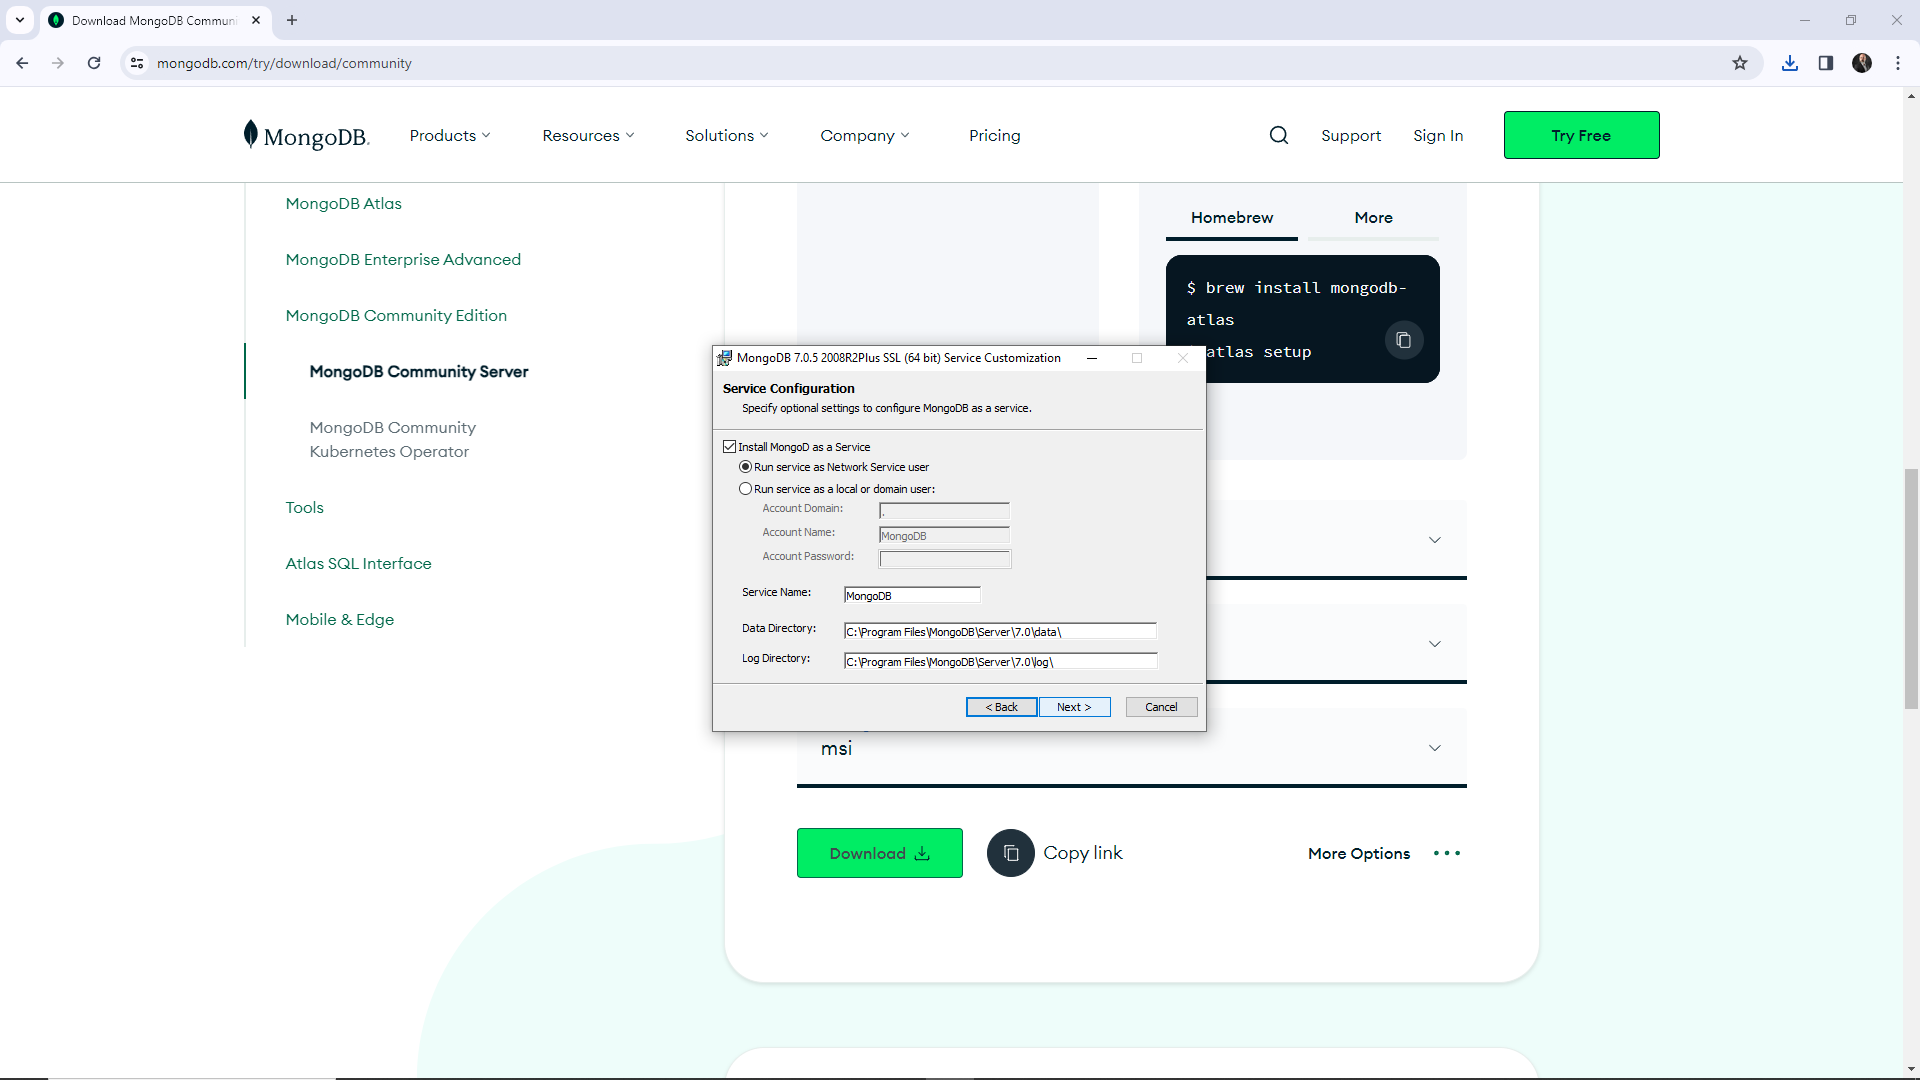 Download MongoDB Communi
mongodb.com/try/download/community
MongoDB.
Products
Resources
Solutions
Company
Pricing
Support
Sign In
Try Free
MongoDB Atlas
MongoDB Enterprise Advanced
MongoDB Community Edition
MongoDB Community Server
MongoDB Community
Kubernetes Operator
Tools
Atlas SQL Interface
Mobile & Edge
Homebrew
More
$ brew install mongodb-
atlas
atlas setup
MongoDB 7.0.5 2008R2Plus SSL (64 bit) Service Customization
Service Configuration
Specify optional settings to configure MongoDB as a service.
Install MongoD as a Service
Run service as Network Service user
Run service as a local or domain user:
Account Domain:
.
Account Name:
MongoDB
Account Password:
Service Name:
MongoDB
Data Directory:
C:\Program Files\MongoDB\Server\7.0\data\
Log Directory:
C:\Program Files\MongoDB\Server\7.0\log\
< Back
Next >
Cancel
msi
Download
Copy link
More Options